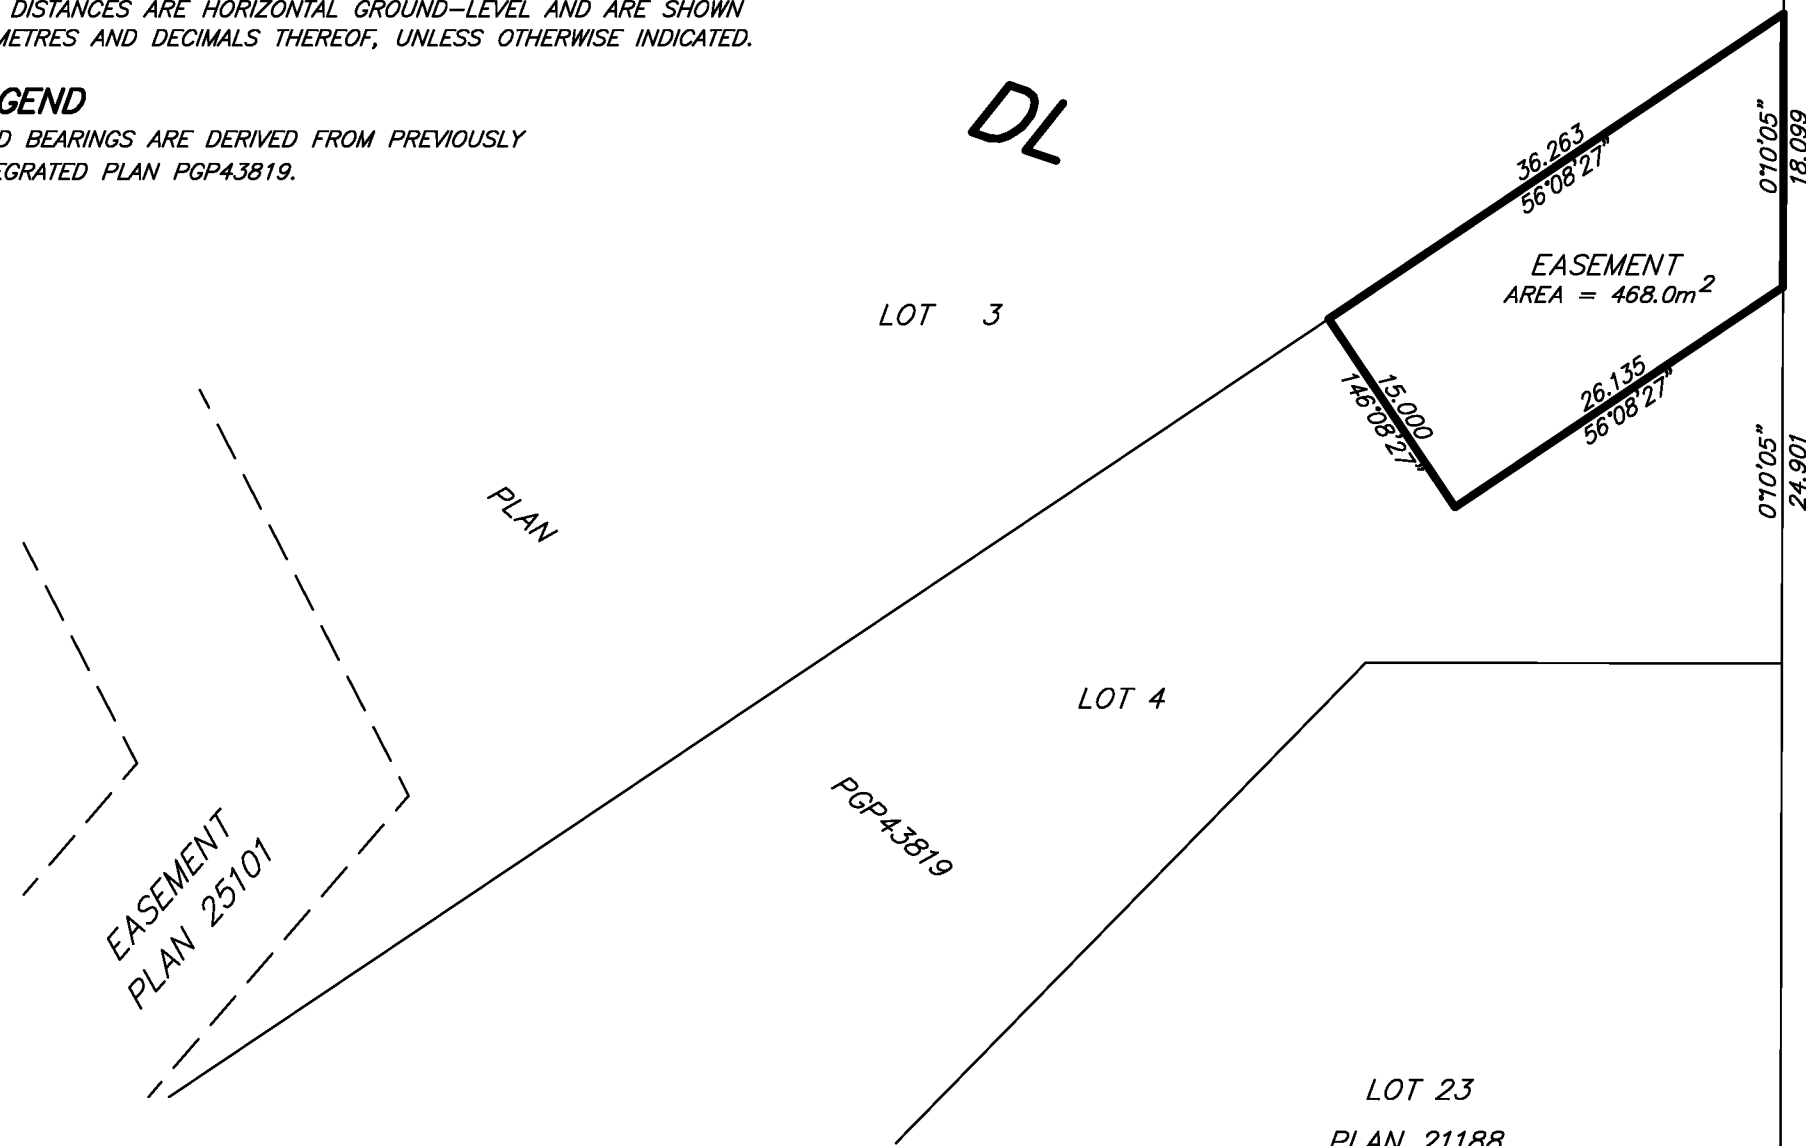 DISTANCES ARE HORIZONTAL GROUND-LEVEL AND ARE SHOWN
METRES AND DECIMALS THEREOF, UNLESS OTHERWISE INDICATED.
GEND
D BEARINGS ARE DERIVED FROM PREVIOUSLY
EGRATED PLAN PGP43819.
DL
36.263
56°08'27"
0°10'05"
18.099
EASEMENT
AREA = 468.0m²
LOT 3
15.000
146°08'27"
26.135
56°08'27"
0°10'05"
24.901
PLAN
LOT 4
PGP43819
EASEMENT
PLAN 25101
LOT 23
PLAN 21188